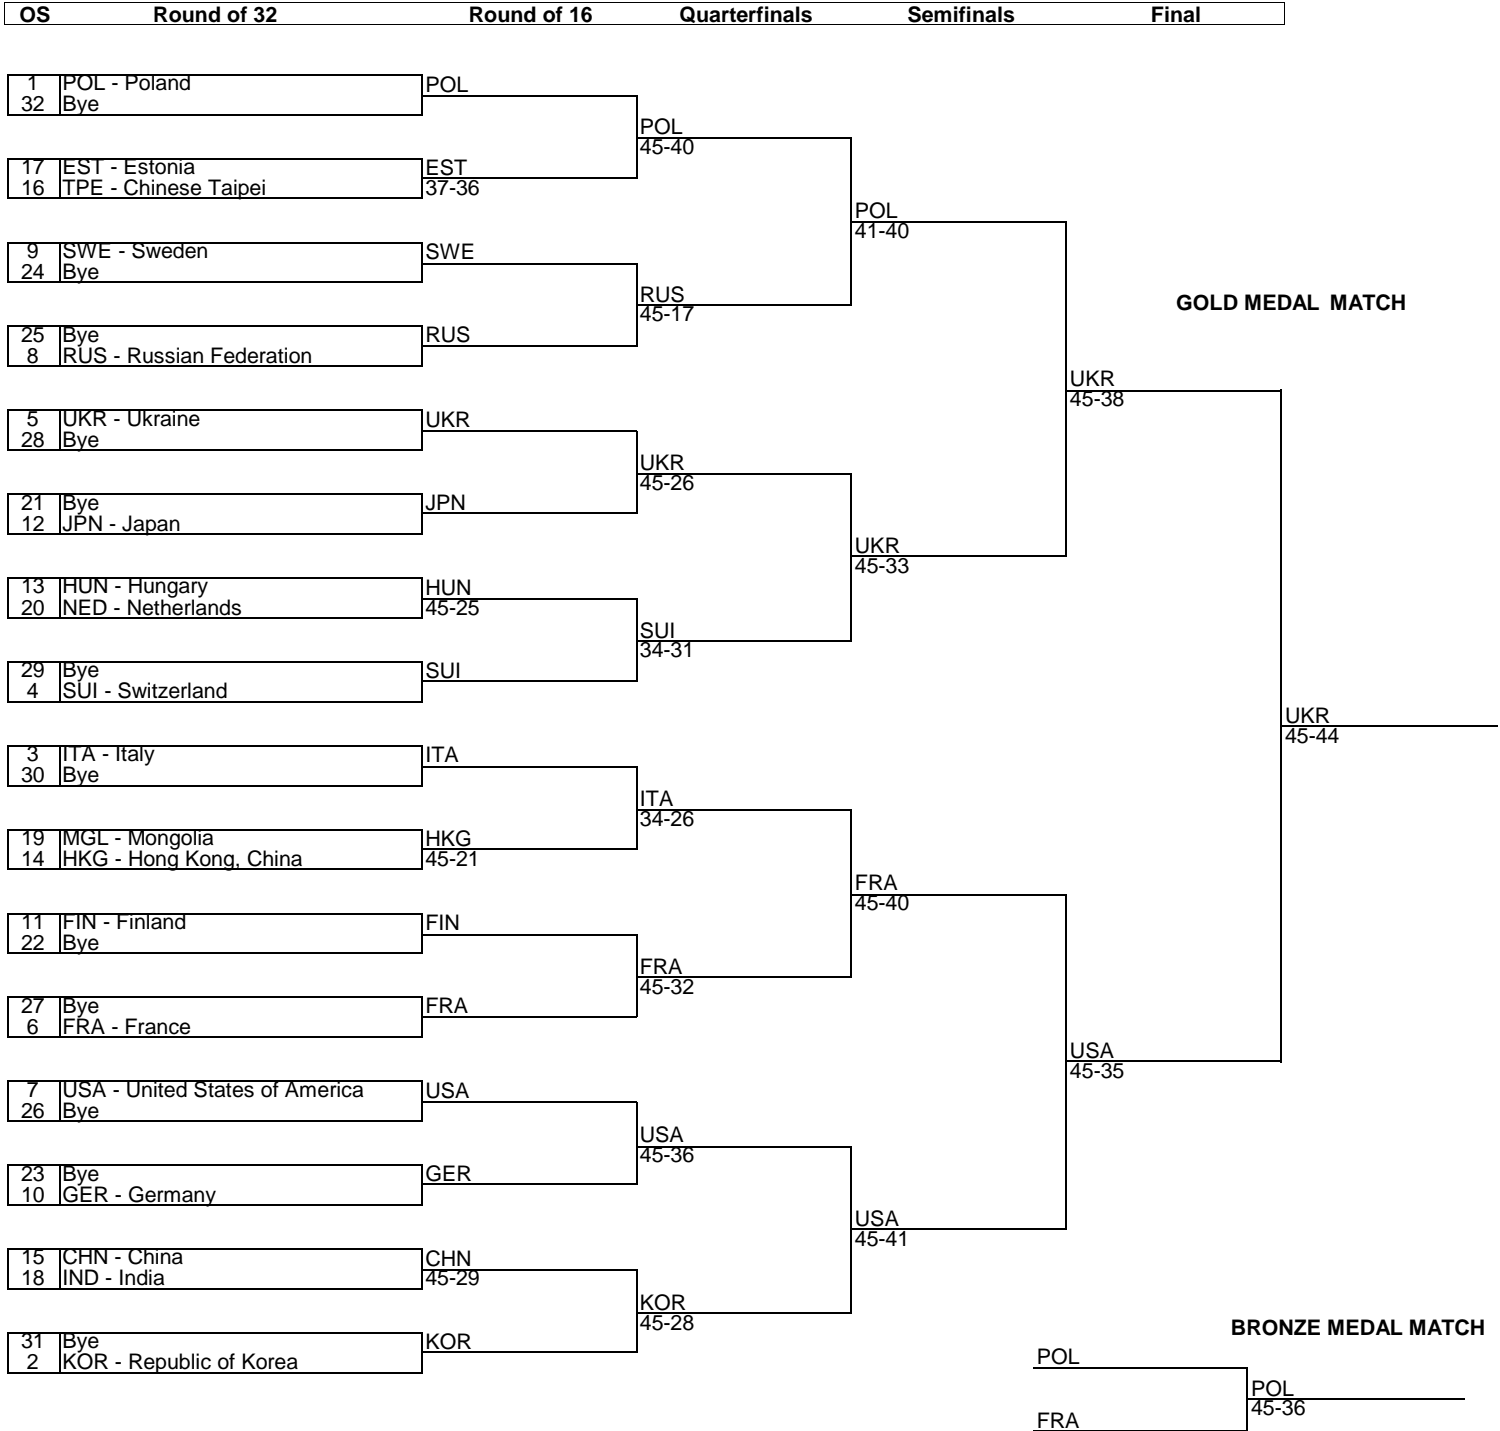 OS Round of 32 Round of 16 Quarterfinals Semifinals Final
1 POL - Poland
32 Bye
17 EST - Estonia
16 TPE - Chinese Taipei
9 SWE - Sweden
24 Bye
25 Bye
8 RUS - Russian Federation
5 UKR - Ukraine
28 Bye
21 Bye
12 JPN - Japan
13 HUN - Hungary
20 NED - Netherlands
29 Bye
4 SUI - Switzerland
3 ITA - Italy
30 Bye
19 MGL - Mongolia
14 HKG - Hong Kong, China
11 FIN - Finland
22 Bye
27 Bye
6 FRA - France
7 USA - United States of America
26 Bye
23 Bye
10 GER - Germany
15 CHN - China
18 IND - India
31 Bye
2 KOR - Republic of Korea
POL
EST
37-36
SWE
RUS
UKR
JPN
HUN
45-25
SUI
ITA
HKG
45-21
FIN
FRA
USA
GER
CHN
45-29
KOR
POL
45-40
RUS
45-17
UKR
45-26
SUI
34-31
ITA
34-26
FRA
45-32
USA
45-36
KOR
45-28
POL
41-40
UKR
45-33
FRA
45-40
USA
45-41
GOLD MEDAL MATCH
UKR
45-38
USA
45-35
UKR
45-44
BRONZE MEDAL MATCH
POL
FRA
POL
45-36